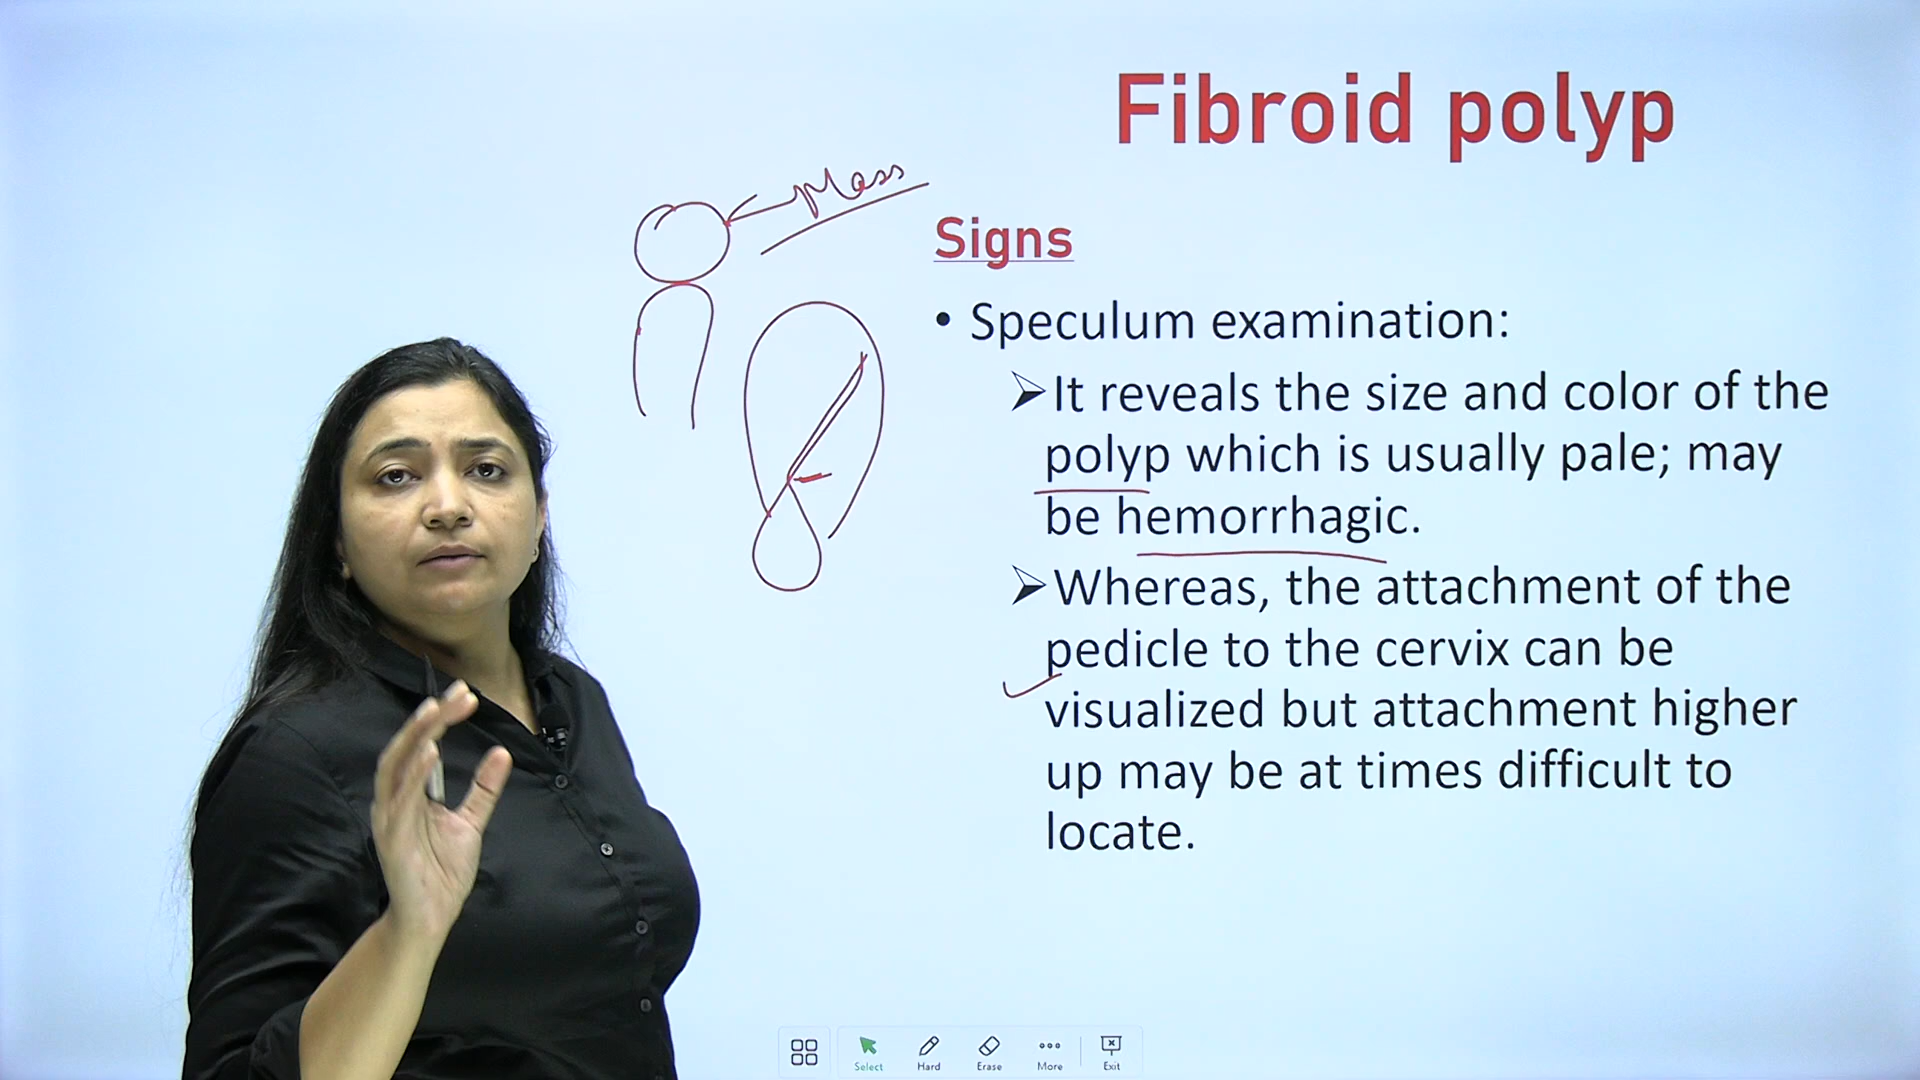 Fibroid polyp
Mass
Signs
• Speculum examination:
➢It reveals the size and color of the
polyp which is usually pale; may
be hemorrhagic.
➢Whereas, the attachment of the
pedicle to the cervix can be
visualized but attachment higher
up may be at times difficult to
locate.
Select Hard Erase More Exit